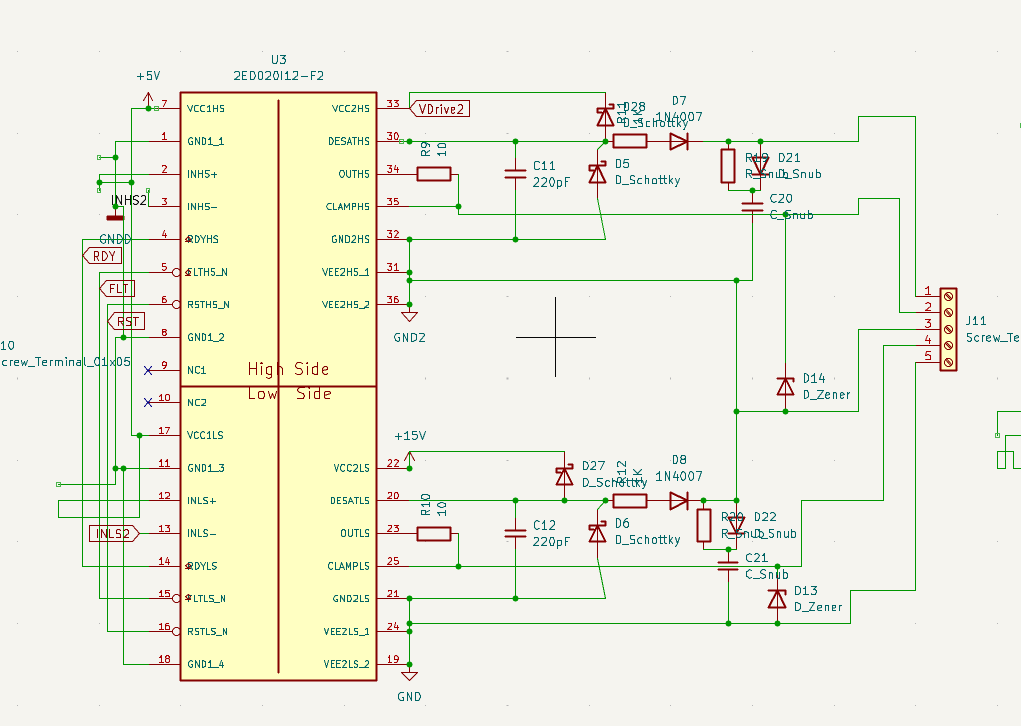 U3
2ED020I12-F2
+5V
7 VCC1HS
1 GND1_1
2 INHS+
INHS2
3 INHS-
GNDD
4 RDYHS
RDY
5 FLTHS_N
FLT
6 RSTHS_N
RST
8 GND1_2
10
crew_Terminal_01x05
9 NC1
High Side
Low Side
10 NC2
17 VCC1LS
11 GND1_3
12 INLS+
INLS2
13 INLS-
14 RDYLS
15 FLTLS_N
16 RSTLS_N
18 GND1_4
VCC2HS 33
VDrive2
DESATHS 30
OUTHS 34
CLAMPHS 35
GND2HS 32
VEE2HS_1 31
VEE2HS_2 36
GND2
R9
10
C11
220pF
D28
D_Schottky
R11
1K
D7
1N4007
D5
D_Schottky
R19
R_Snub
D21
D_Snub
C20
C_Snub
D14
D_Zener
1
2
3
4
5
J11
Screw_Te
+15V
VCC2LS 22
DESATLS 20
OUTLS 23
CLAMPLS 25
GND2LS 21
VEE2LS_1 24
VEE2LS_2 19
GND
R10
10
C12
220pF
D27
D_Schottky
R12
1K
D8
1N4007
D6
D_Schottky
R20
R_Snub
D22
D_Snub
C21
C_Snub
D13
D_Zener